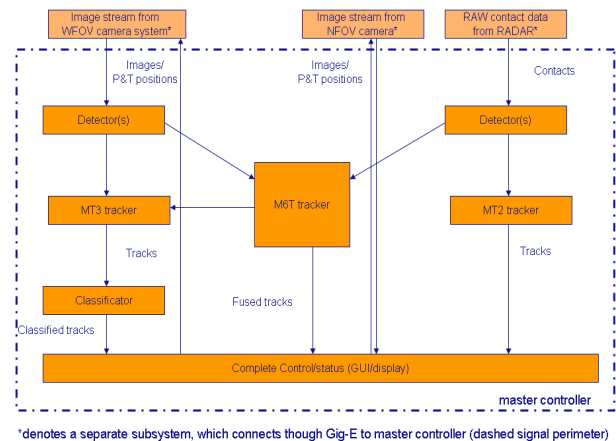 Image stream from
WFOV camera system*
Image stream from
NFOV camera*
RAW contact data
from RADAR*
Images/
P&T positions
Images/
P&T positions
Contacts
Detector(s)
Detector(s)
MT3 tracker
M6T tracker
MT2 tracker
Tracks
Tracks
Classificator
Fused tracks
Classified tracks
Complete Control/status (GUI/display)
master controller
*denotes a separate subsystem, which connects though Gig-E to master controller (dashed signal perimeter)